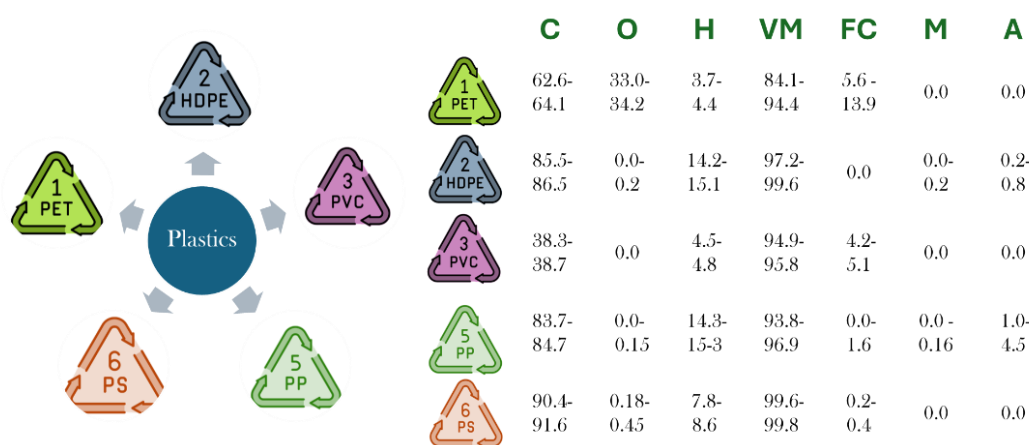 2
HDPE
1
PET
3
PVC
Plastics
6
PS
5
PP
C O H VM FC M A
1
PET
62.6- 33.0- 3.7- 84.1- 5.6 - 0.0 0.0
64.1 34.2 4.4 94.4 13.9
2
HDPE
85.5- 0.0- 14.2- 97.2- 0.0 0.0- 0.2-
86.5 0.2 15.1 99.6 0.2 0.8
3
PVC
38.3- 0.0 4.5- 94.9- 4.2- 0.0 0.0
38.7 4.8 95.8 5.1
5
PP
83.7- 0.0- 14.3- 93.8- 0.0- 0.0 - 1.0-
84.7 0.15 15-3 96.9 1.6 0.16 4.5
6
PS
90.4- 0.18- 7.8- 99.6- 0.2- 0.0 0.0
91.6 0.45 8.6 99.8 0.4